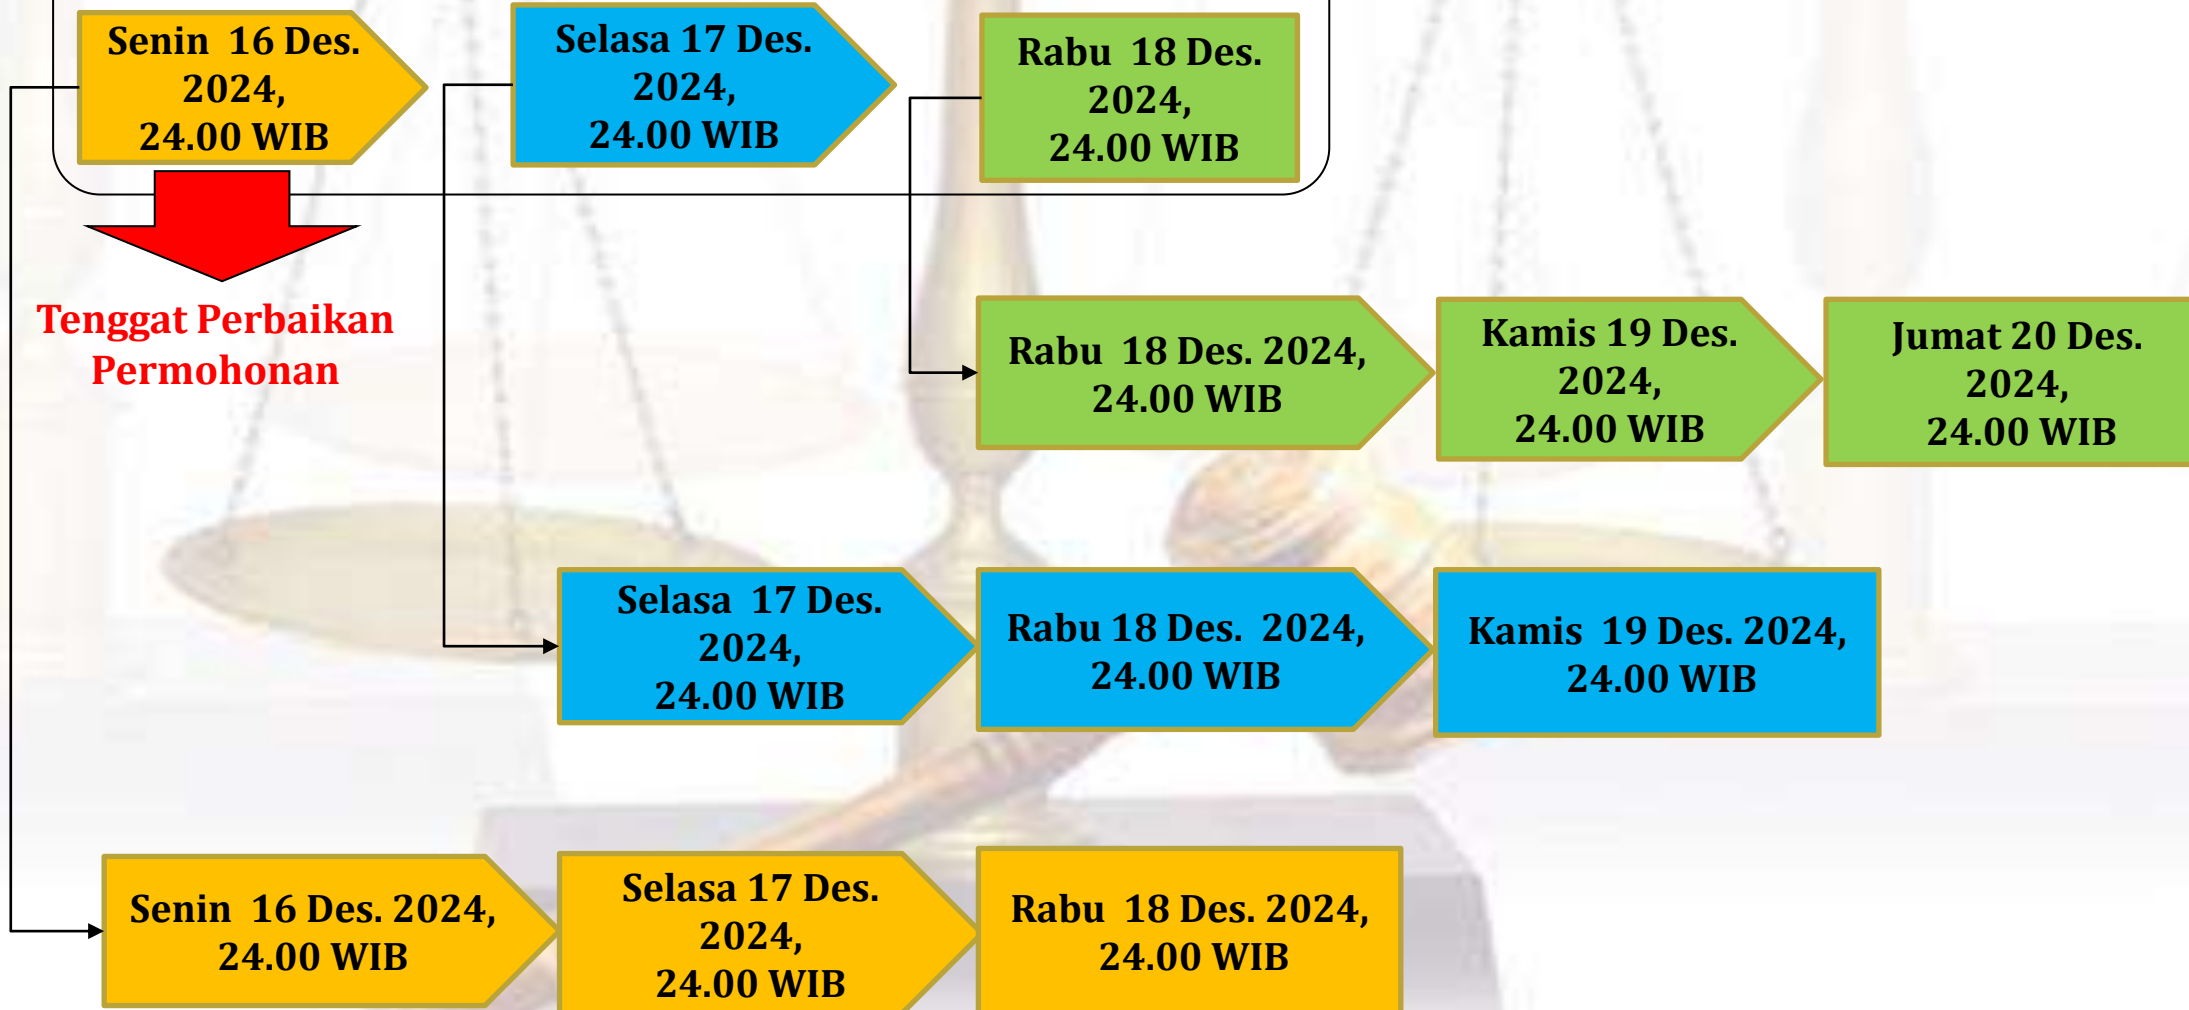 Senin 16 Des.
2024,
24.00 WIB
Selasa 17 Des.
2024,
24.00 WIB
Rabu 18 Des.
2024,
24.00 WIB
Tenggat Perbaikan
Permohonan
Rabu 18 Des. 2024,
24.00 WIB
Kamis 19 Des.
2024,
24.00 WIB
Jumat 20 Des.
2024,
24.00 WIB
Selasa 17 Des.
2024,
24.00 WIB
Rabu 18 Des. 2024,
24.00 WIB
Kamis 19 Des. 2024,
24.00 WIB
Senin 16 Des. 2024,
24.00 WIB
Selasa 17 Des.
2024,
24.00 WIB
Rabu 18 Des. 2024,
24.00 WIB